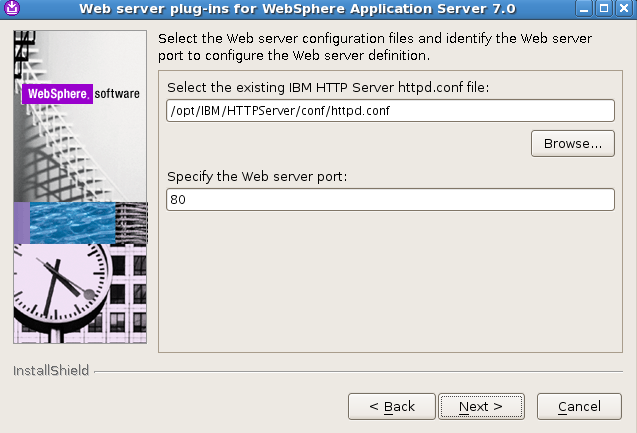 Web server plug-ins for WebSphere Application Server 7.0
Select the Web server configuration files and identify the Web server
port to configure the Web server definition.
WebSphere. software
Select the existing IBM HTTP Server httpd.conf file:
/opt/IBM/HTTPServer/conf/httpd.conf
Browse...
Specify the Web server port:
80
InstallShield
< Back
Next >
Cancel